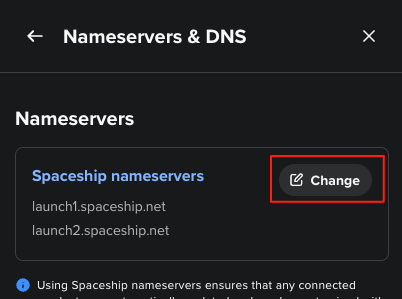 Nameservers & DNS
Nameservers
Spaceship nameservers
Change
launch1.spaceship.net
launch2.spaceship.net
Using Spaceship nameservers ensures that any connected